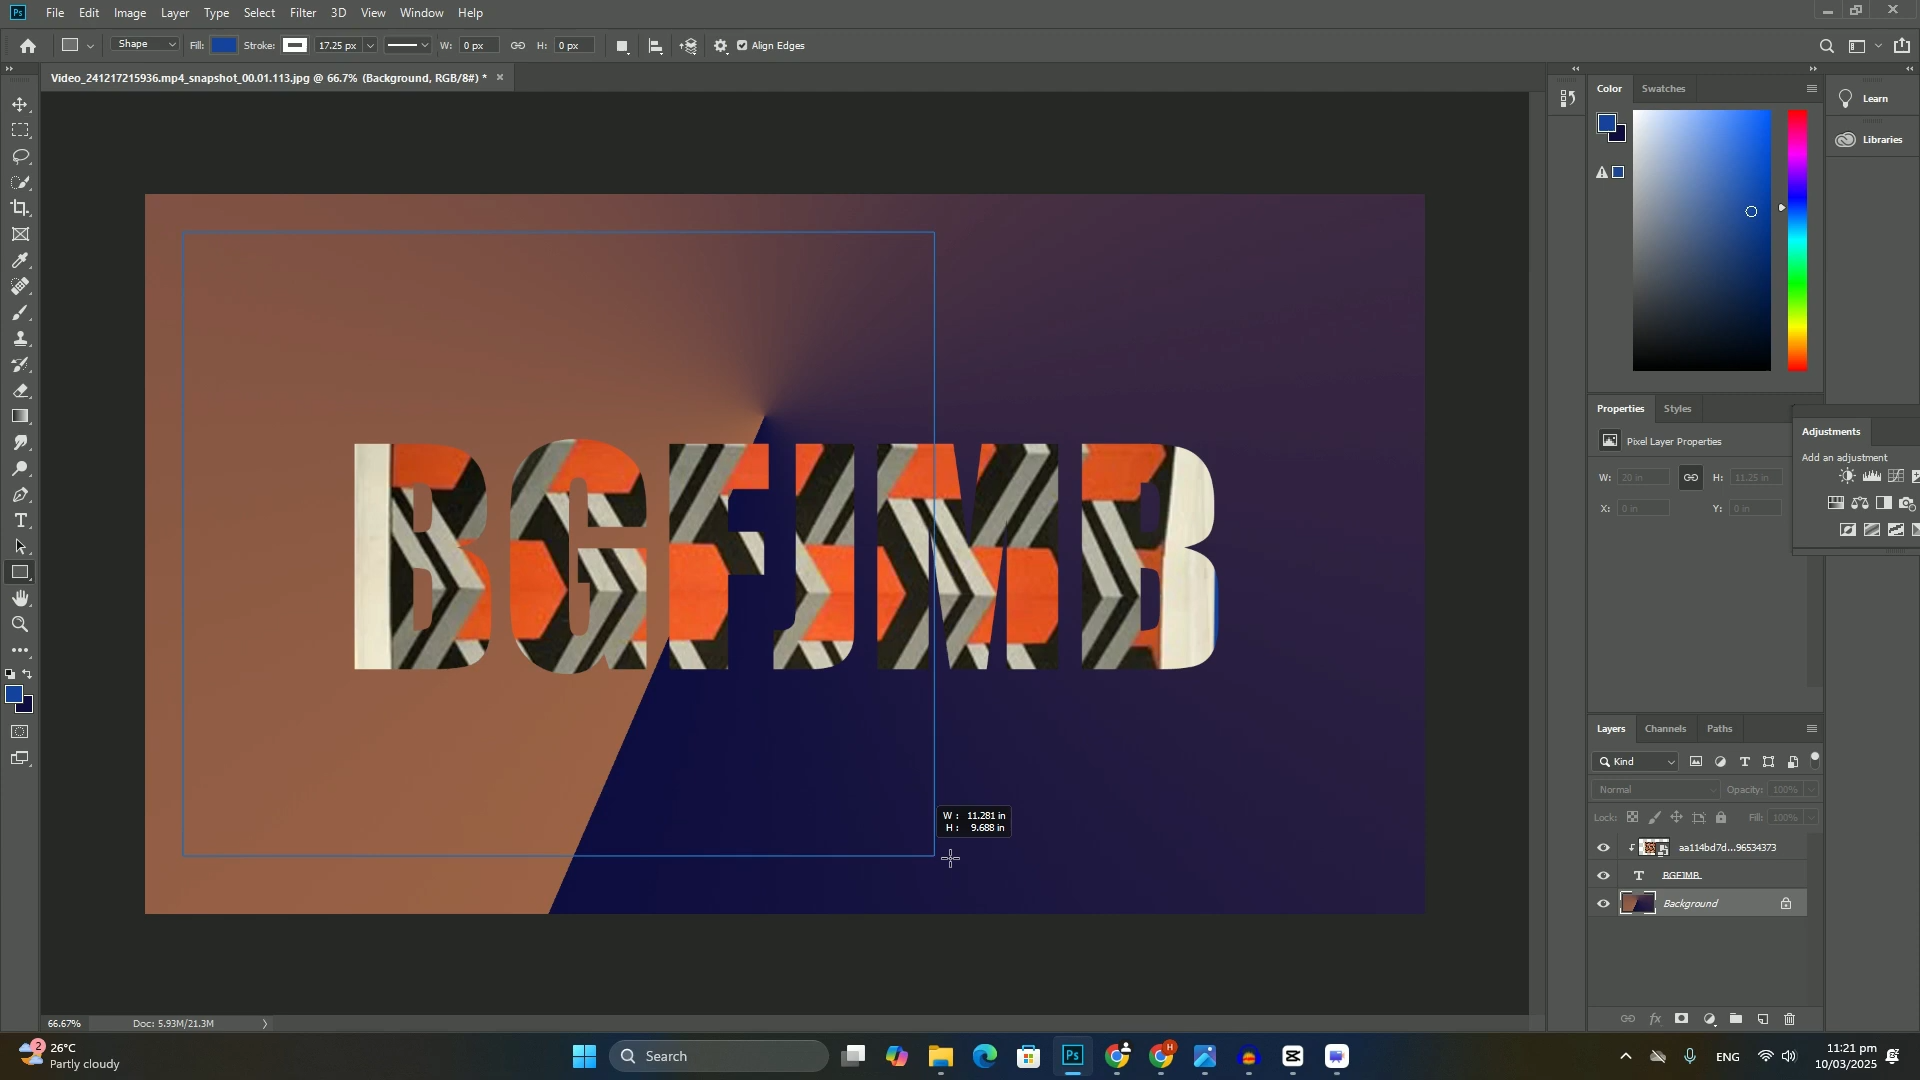 Ps File Edit Image Layer Type Select Filter 3D View Window Help
Shape Fill: Stroke: 17.25 px W: 0 px H: 0 px Align Edges
Video_241217215936.mp4_snapshot_00.01.113.jpg @ 66.7% (Background, RGB/8#) *
Color Swatches
Learn
Libraries
Properties Styles
Pixel Layer Properties
W: 20 in H: 11.25 in
X: 0 in Y: 0 in
Adjustments
Add an adjustment
BGFJMB
W : 11.281 in
H : 9.688 in
Layers Channels Paths
Kind
Normal Opacity: 100%
Lock: Fill: 100%
aa114bd7d...96534373
T BGFJMB
Background
66.67% Doc: 5.93M/21.3M
2 26°C
Partly cloudy
Search
Ps
H
ENG
11:21 pm
10/03/2025